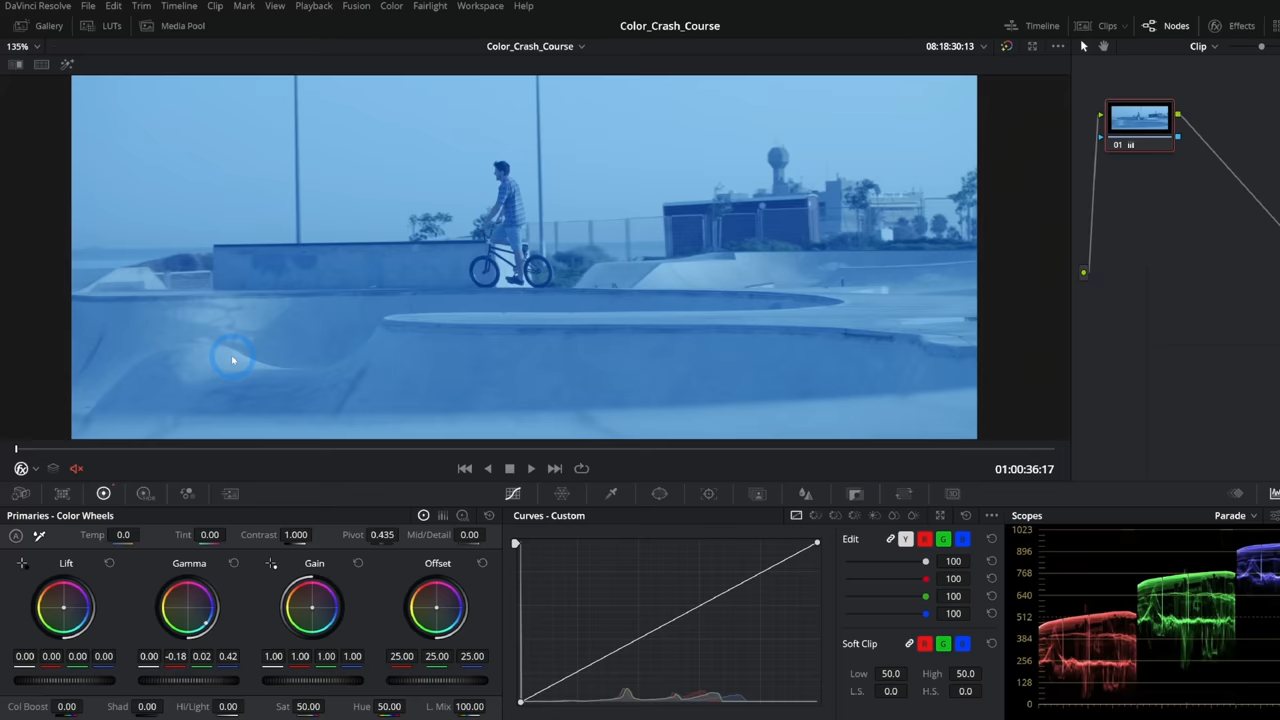 DaVinci Resolve File Edit Trim Timeline Clip Mark View Playback Fusion Color Fairlight Workspace Help
Gallery LUTs Media Pool Color_Crash_Course Timeline Clips Nodes Effects
135% Color_Crash_Course 08:18:30:13 Clip
01
01:00:36:17
Primaries - Color Wheels Curves - Custom Scopes Parade
A Temp 0.0 Tint 0.00 Contrast 1.000 Pivot 0.435 Mid/Detail 0.00
Lift Gamma Gain Offset
0.00 0.00 0.00 0.00 0.00 -0.18 0.02 0.42 1.00 1.00 1.00 1.00 25.00 25.00 25.00
Col Boost 0.00 Shad 0.00 Hi/Light 0.00 Sat 50.00 Hue 50.00 L. Mix 100.00
Edit Y R G B
100
100
100
100
Soft Clip R G B
Low 50.0 High 50.0
L.S. 0.0 H.S. 0.0
1023
896
768
640
512
384
256
128
0